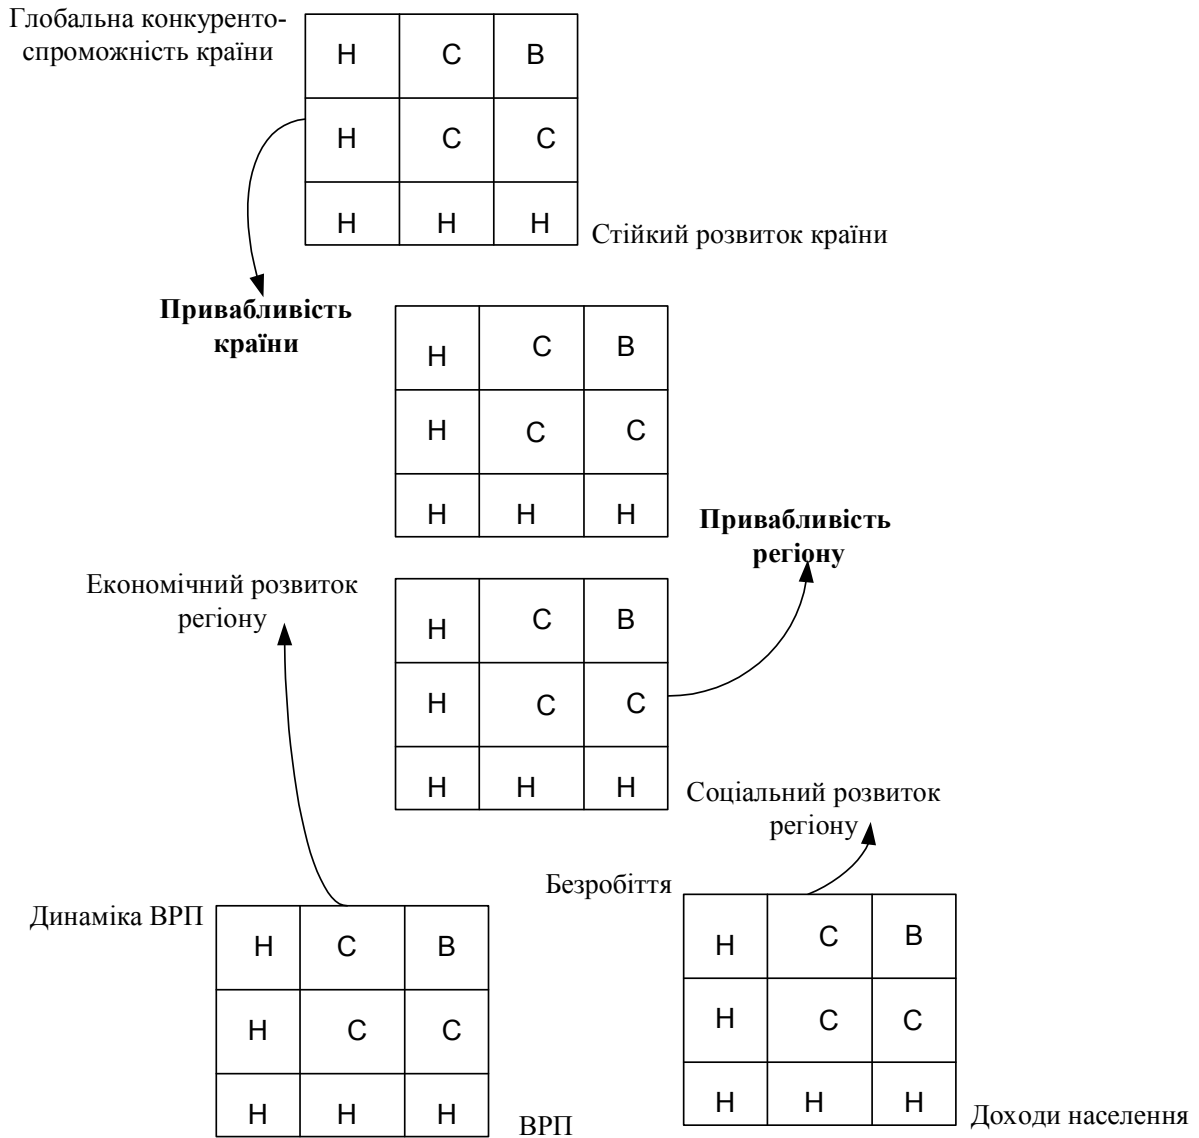 Глобальна конкуренто-
спроможність країни
Н С В
Н С С
Н Н Н
Стійкий розвиток країни
Привабливість
країни
Н С В
Н С С
Н Н Н
Привабливість
регіону
Економічний розвиток
регіону
Н С В
Н С С
Н Н Н
Соціальний розвиток
регіону
Динаміка ВРП
Н С В
Н С С
Н Н Н
ВРП
Безробіття
Н С В
Н С С
Н Н Н
Доходи населення